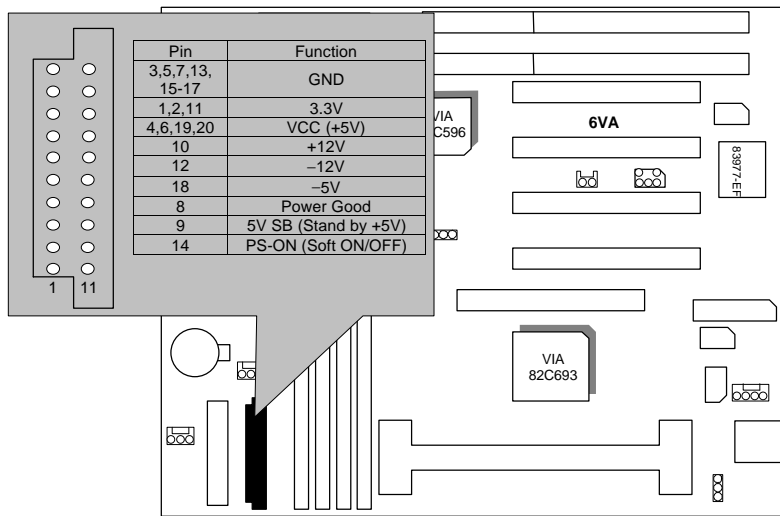 Pin Function
3,5,7,13,
15-17
GND
1,2,11 3.3V
4,6,19,20 VCC (+5V)
10 +12V
12 −12V
18 −5V
8 Power Good
9 5V SB (Stand by +5V)
14 PS-ON (Soft ON/OFF)
1 11
VIA
C596
6VA
83977-EF
VIA
82C693